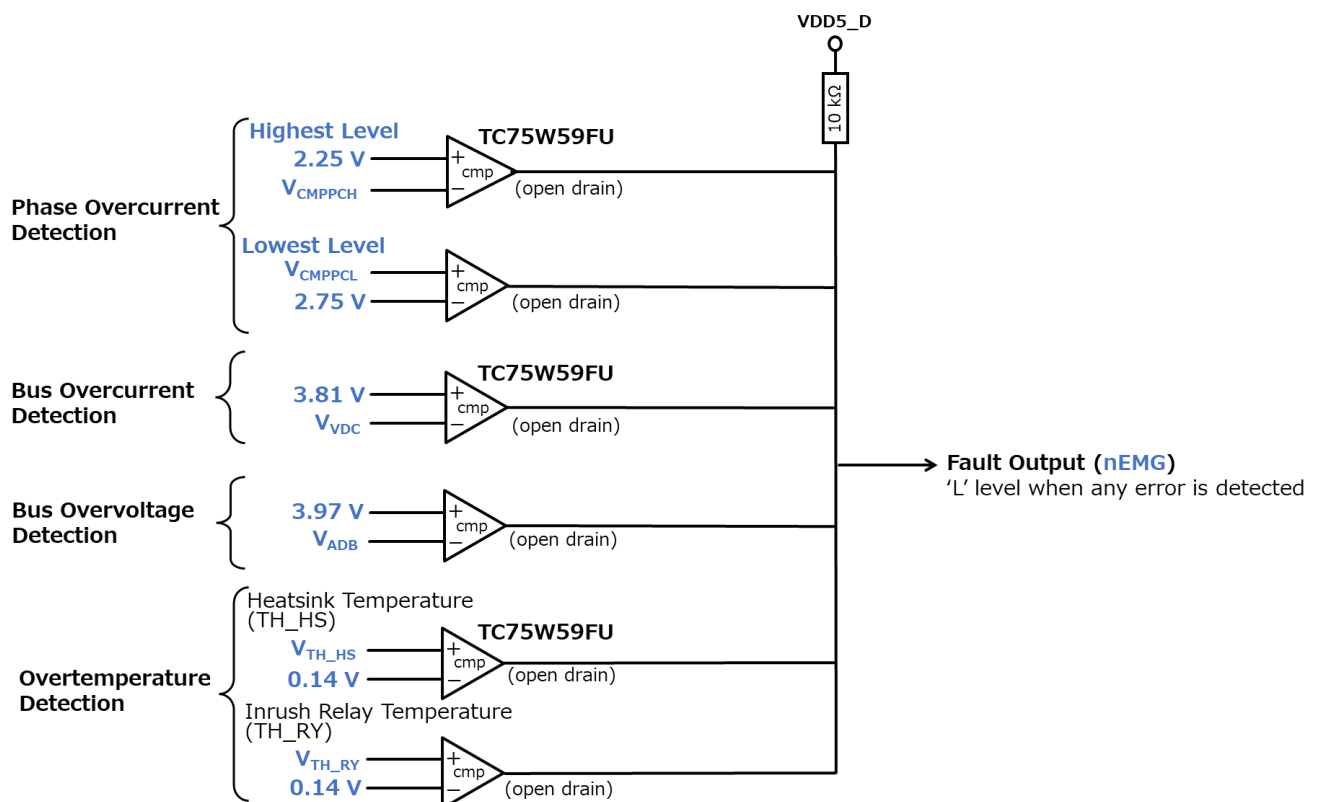 VDD5_D
10 kΩ
Phase Overcurrent
Detection
Highest Level
2.25 V
VCMPPCH
+
−
cmp
TC75W59FU
(open drain)
Lowest Level
VCMPPCL
2.75 V
+
−
cmp
(open drain)
Bus Overcurrent
Detection
3.81 V
VVDC
+
−
cmp
TC75W59FU
(open drain)
Fault Output (nEMG)
‘L’ level when any error is detected
Bus Overvoltage
Detection
3.97 V
VADB
+
−
cmp
(open drain)
Overtemperature
Detection
Heatsink Temperature
(TH_HS)
VTH_HS
0.14 V
+
−
cmp
TC75W59FU
(open drain)
Inrush Relay Temperature
(TH_RY)
VTH_RY
0.14 V
+
−
cmp
(open drain)